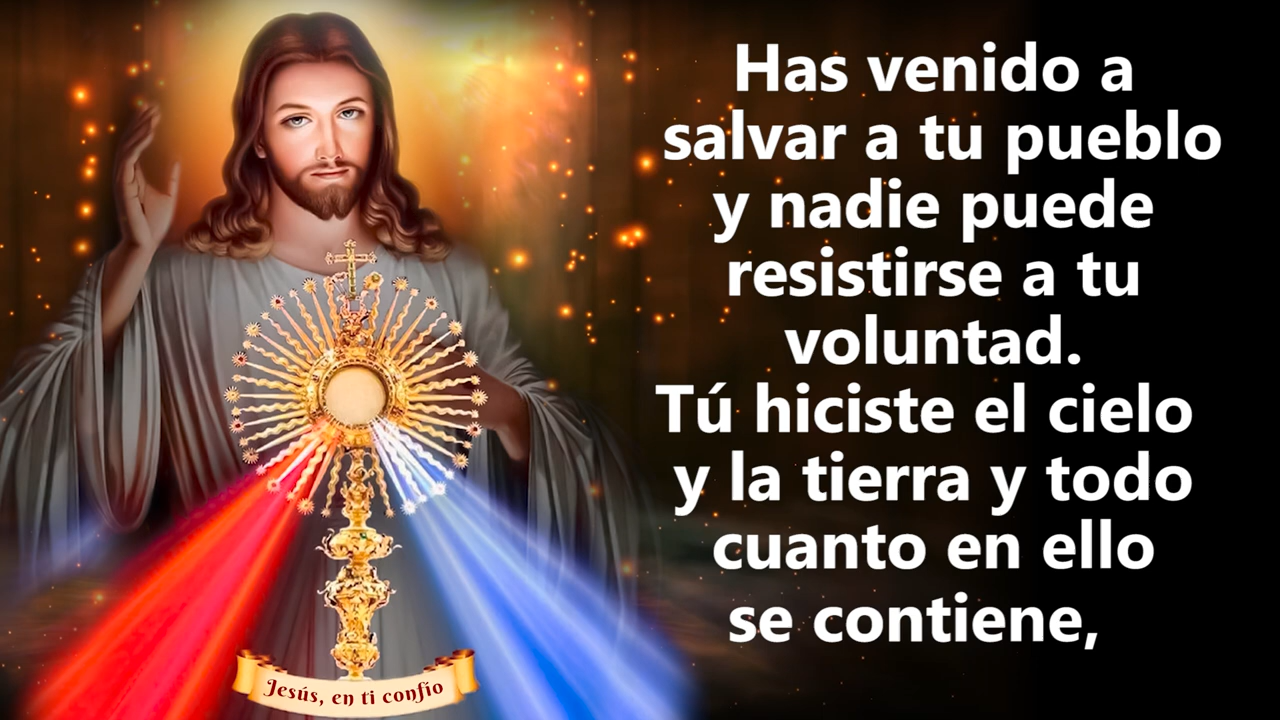 Has venido a
salvar a tu pueblo
y nadie puede
resistirse a tu
voluntad.
Tú hiciste el cielo
y la tierra y todo
cuanto en ello
se contiene,
Jesús, en ti confío